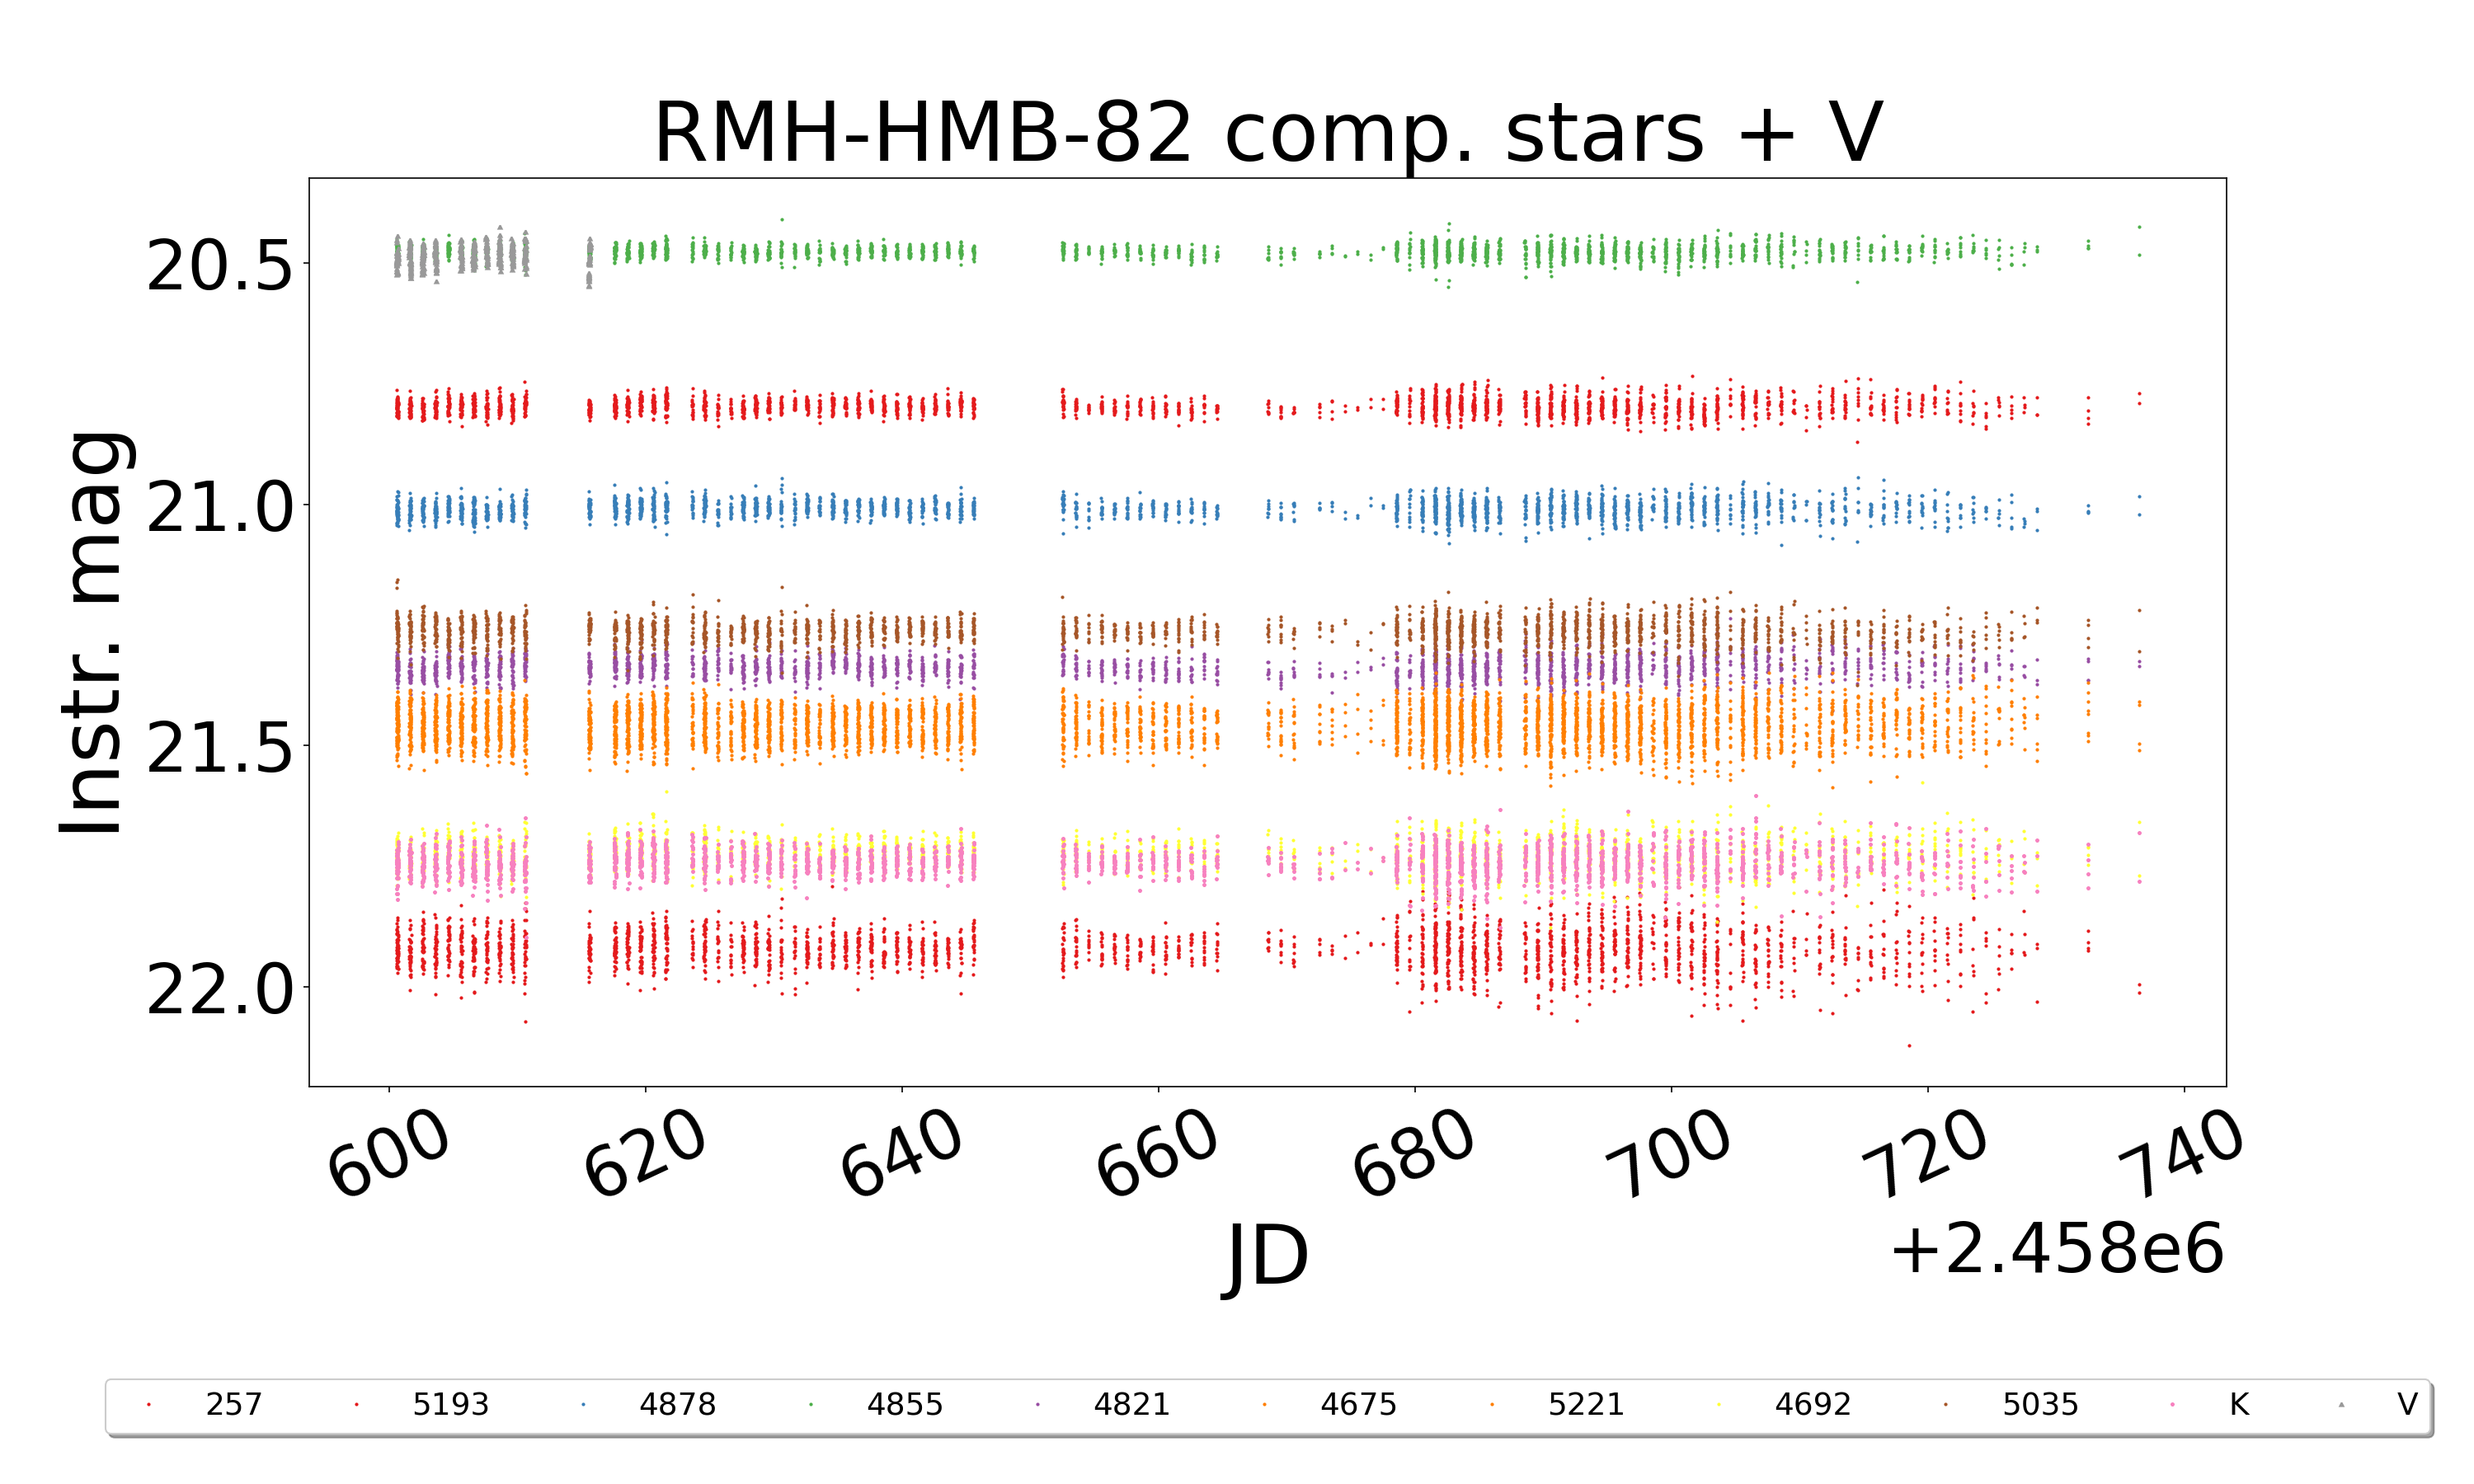 RMH-HMB-82 comp. stars + V
Instr. mag
20.5
21.0
21.5
22.0
600 620 640 660 680 700 720 740
JD
+2.458e6
257 5193 4878 4855 4821 4675 5221 4692 5035 K V